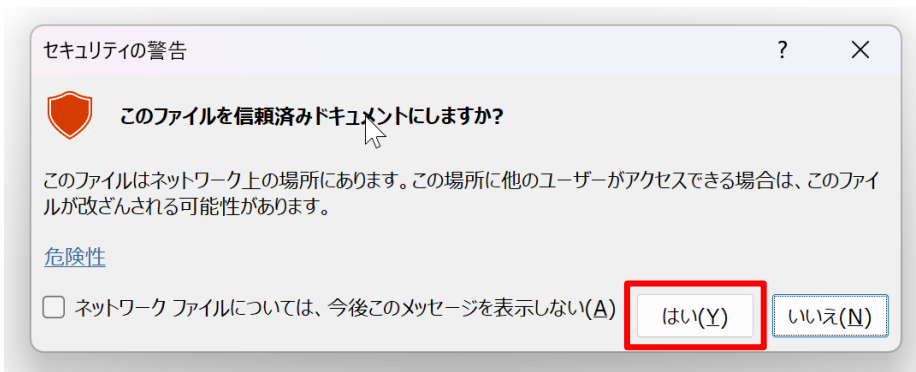 セキュリティの警告 ?
このファイルを信頼済みドキュメントにしますか?
このファイルはネットワーク上の場所にあります。この場所に他のユーザーがアクセスできる場合は、このファイ
ルが改ざんされる可能性があります。
危険性
ネットワーク ファイルについては、今後このメッセージを表示しない(A) はい(Y) いいえ(N)